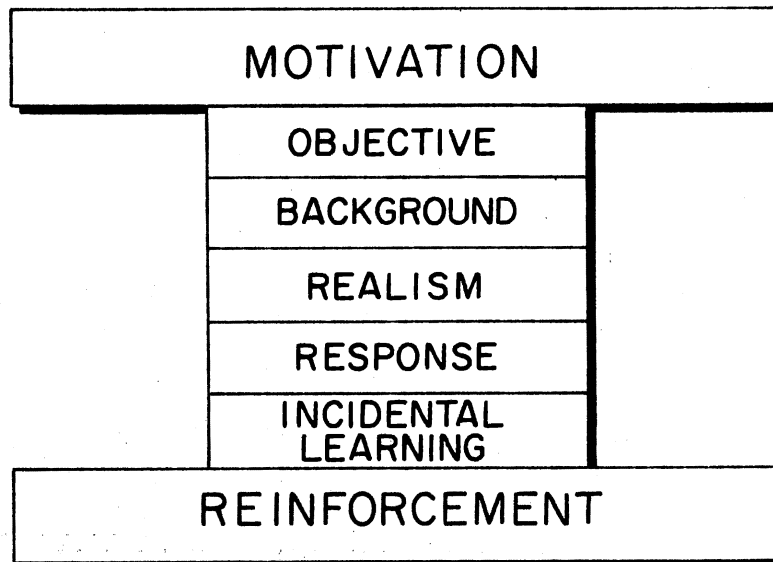 MOTIVATION
OBJECTIVE
BACKGROUND
REALISM
RESPONSE
INCIDENTAL
LEARNING
REINFORCEMENT